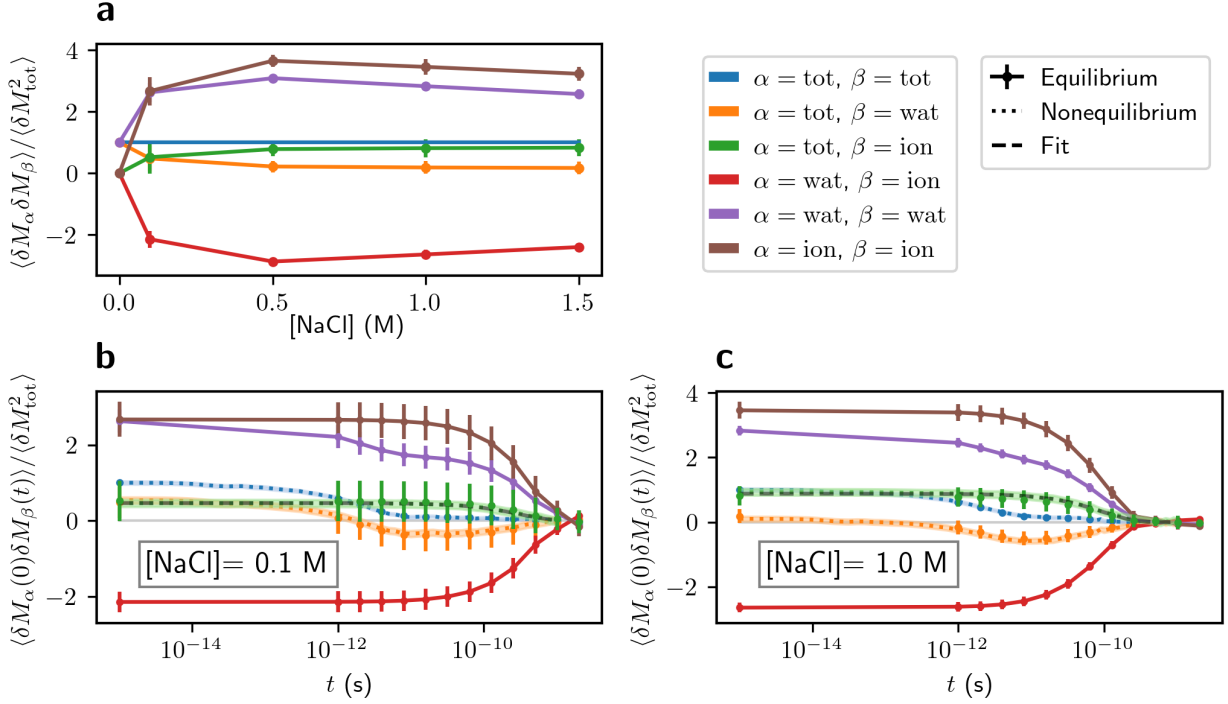 a
⟨δM_α δM_β⟩/⟨δM²_tot⟩
4
2
0
−2
0.0 0.5 1.0 1.5
[NaCl] (M)
α = tot, β = tot
α = tot, β = wat
α = tot, β = ion
α = wat, β = ion
α = wat, β = wat
α = ion, β = ion
Equilibrium
Nonequilibrium
Fit
b
⟨δM_α(0)δM_β(t)⟩/⟨δM²_tot⟩
2
0
−2
[NaCl]= 0.1 M
10⁻¹⁴ 10⁻¹² 10⁻¹⁰
t (s)
c
⟨δM_α(0)δM_β(t)⟩/⟨δM²_tot⟩
4
2
0
−2
[NaCl]= 1.0 M
10⁻¹⁴ 10⁻¹² 10⁻¹⁰
t (s)